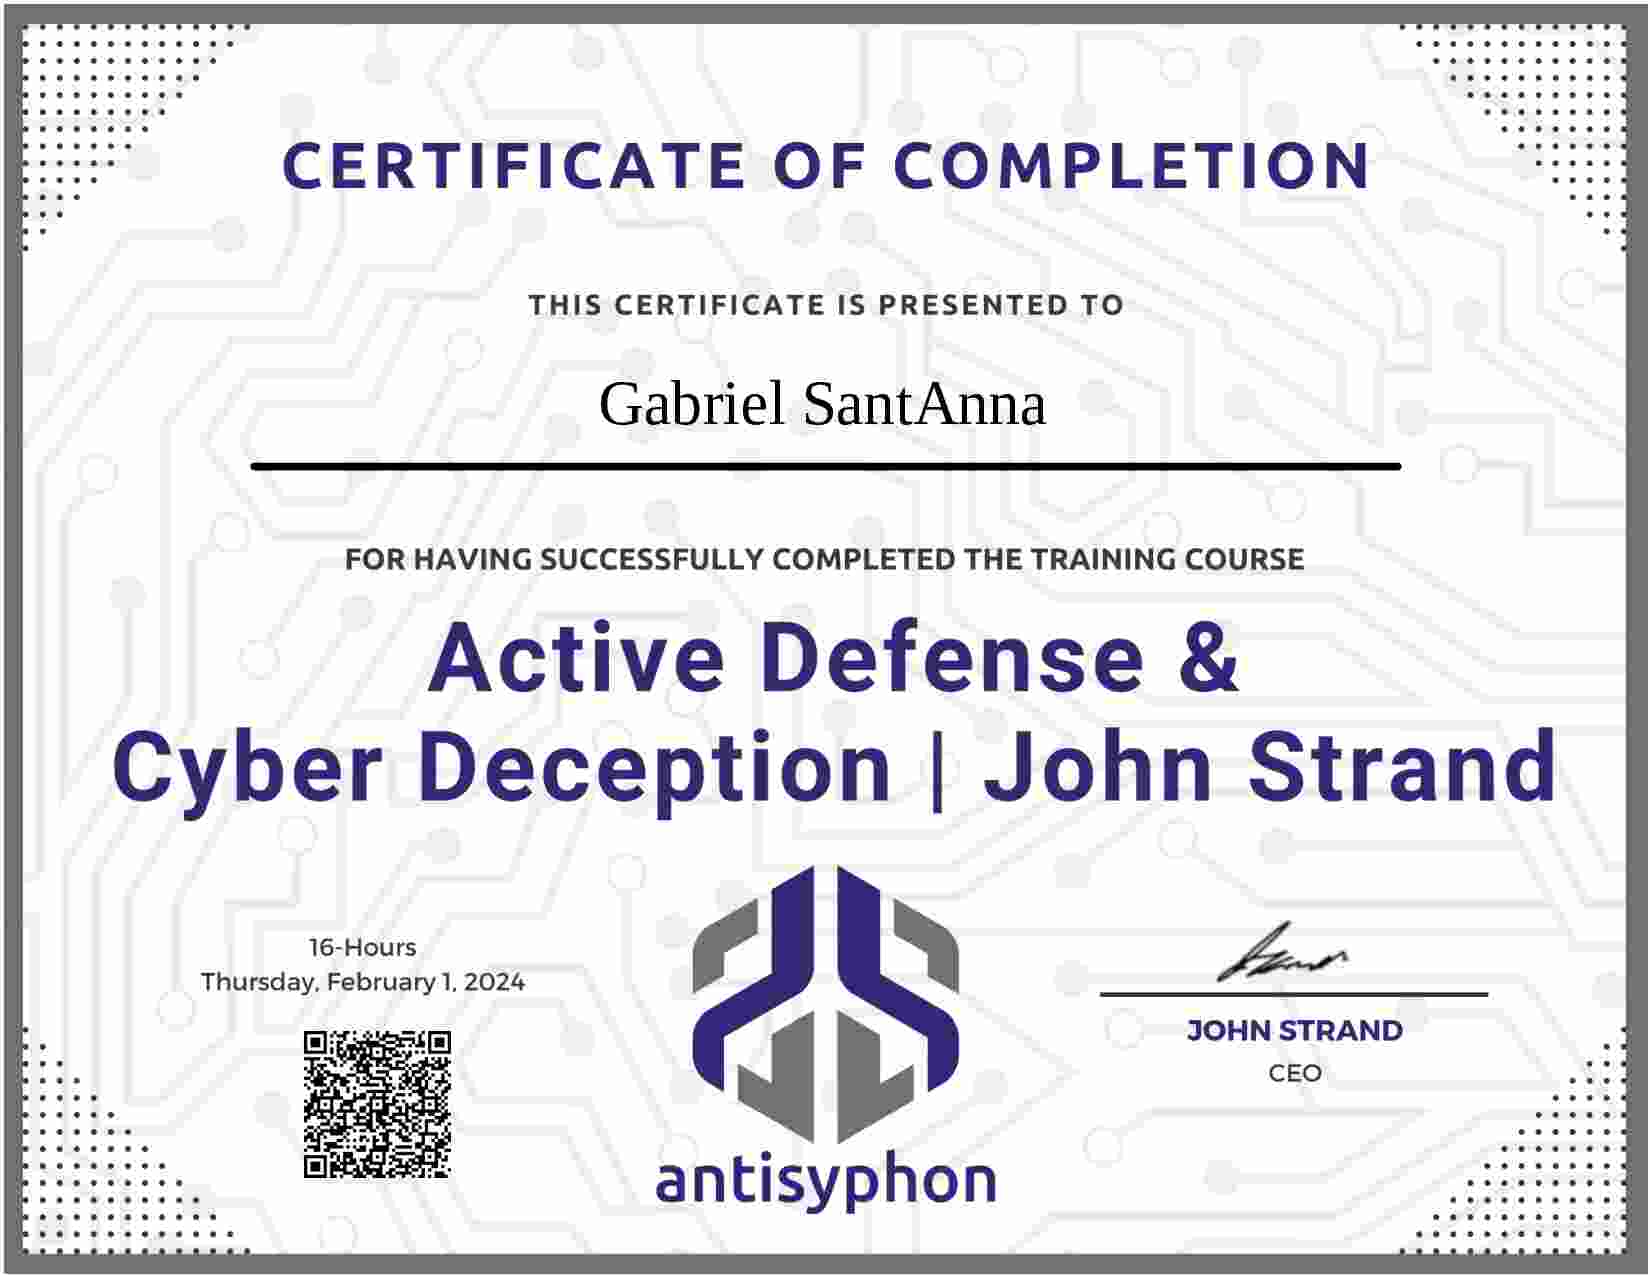 CERTIFICATE OF COMPLETION
THIS CERTIFICATE IS PRESENTED TO
Gabriel SantAnna
FOR HAVING SUCCESSFULLY COMPLETED THE TRAINING COURSE
Active Defense &
Cyber Deception | John Strand
16-Hours
Thursday, February 1, 2024
JOHN STRAND
CEO
antisyphon